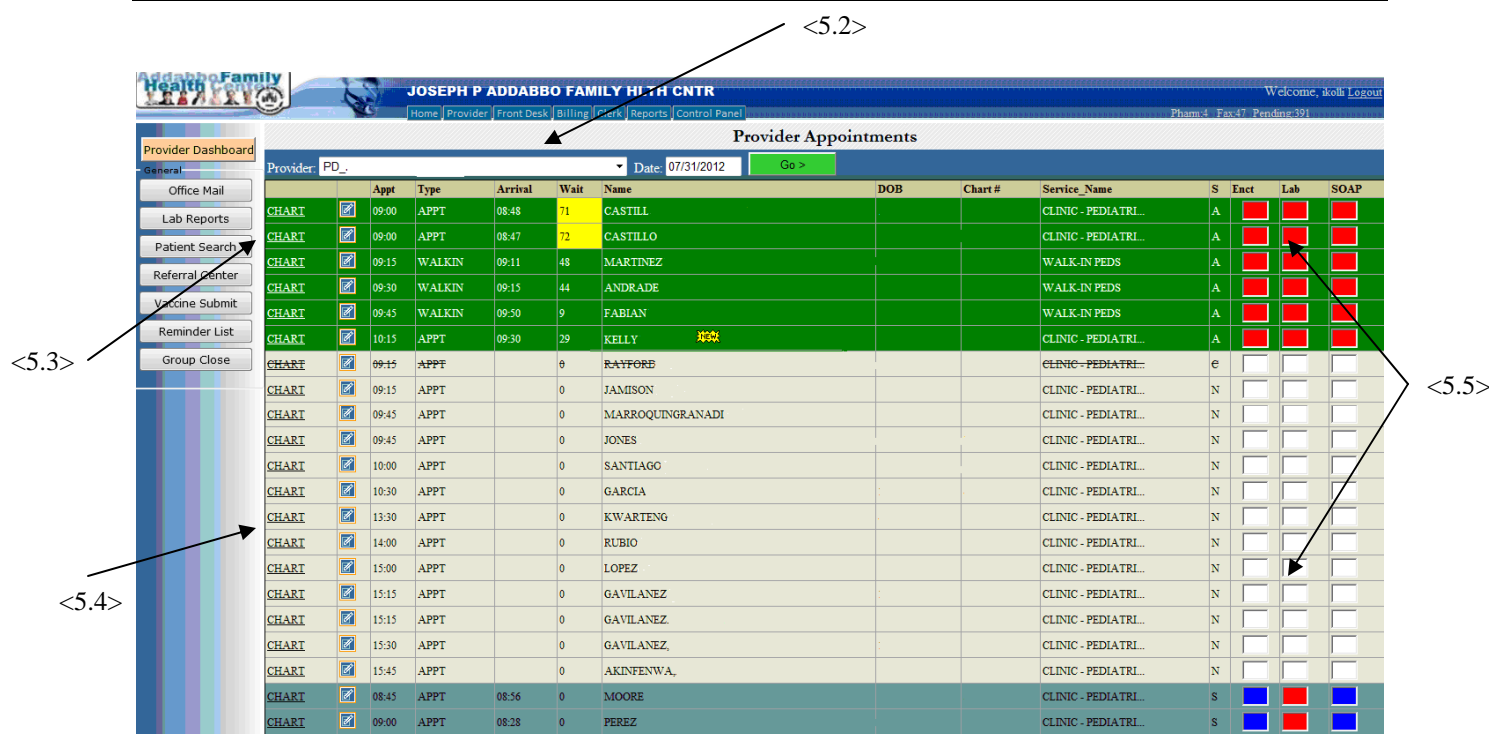 <5.2>
Addabbo Family
Health Center
JOSEPH P ADDABBO FAMILY HLTH CNTR
Welcome, ikolli Logout
Home Provider Front Desk Billing Clerk Reports Control Panel
Pharm:4 Fax:47 Pending:391
Provider Appointments
Provider Dashboard
General
Office Mail
Lab Reports
Patient Search
Referral Center
Vaccine Submit
Reminder List
Group Close
Provider: PD_. Date: 07/31/2012 Go >
Appt Type Arrival Wait Name DOB Chart # Service_Name S Enct Lab SOAP
CHART 09:00 APPT 08:48 71 CASTILL CLINIC - PEDIATRI... A
CHART 09:00 APPT 08:47 72 CASTILLO CLINIC - PEDIATRI... A
CHART 09:15 WALKIN 09:11 48 MARTINEZ WALK-IN PEDS A
CHART 09:30 WALKIN 09:15 44 ANDRADE WALK-IN PEDS A
CHART 09:45 WALKIN 09:50 9 FABIAN WALK-IN PEDS A
CHART 10:15 APPT 09:30 29 KELLY NEW CLINIC - PEDIATRI... A
CHART 09:15 APPT 0 RAYFORD CLINIC - PEDIATRI... C
CHART 09:15 APPT 0 JAMISON CLINIC - PEDIATRI... N
CHART 09:45 APPT 0 MARROQUINGRANADI CLINIC - PEDIATRI... N
CHART 09:45 APPT 0 JONES CLINIC - PEDIATRI... N
CHART 10:00 APPT 0 SANTIAGO CLINIC - PEDIATRI... N
CHART 10:30 APPT 0 GARCIA CLINIC - PEDIATRI... N
CHART 13:30 APPT 0 KWARTENG CLINIC - PEDIATRI... N
CHART 14:00 APPT 0 RUBIO CLINIC - PEDIATRI... N
CHART 15:00 APPT 0 LOPEZ CLINIC - PEDIATRI... N
CHART 15:15 APPT 0 GAVILANEZ CLINIC - PEDIATRI... N
CHART 15:15 APPT 0 GAVILANEZ. CLINIC - PEDIATRI... N
CHART 15:30 APPT 0 GAVILANEZ, CLINIC - PEDIATRI... N
CHART 15:45 APPT 0 AKINFENWA, CLINIC - PEDIATRI... N
CHART 08:45 APPT 08:56 0 MOORE CLINIC - PEDIATRI... S
CHART 09:00 APPT 08:28 0 PEREZ CLINIC - PEDIATRI... S
<5.3>
<5.4>
<5.5>